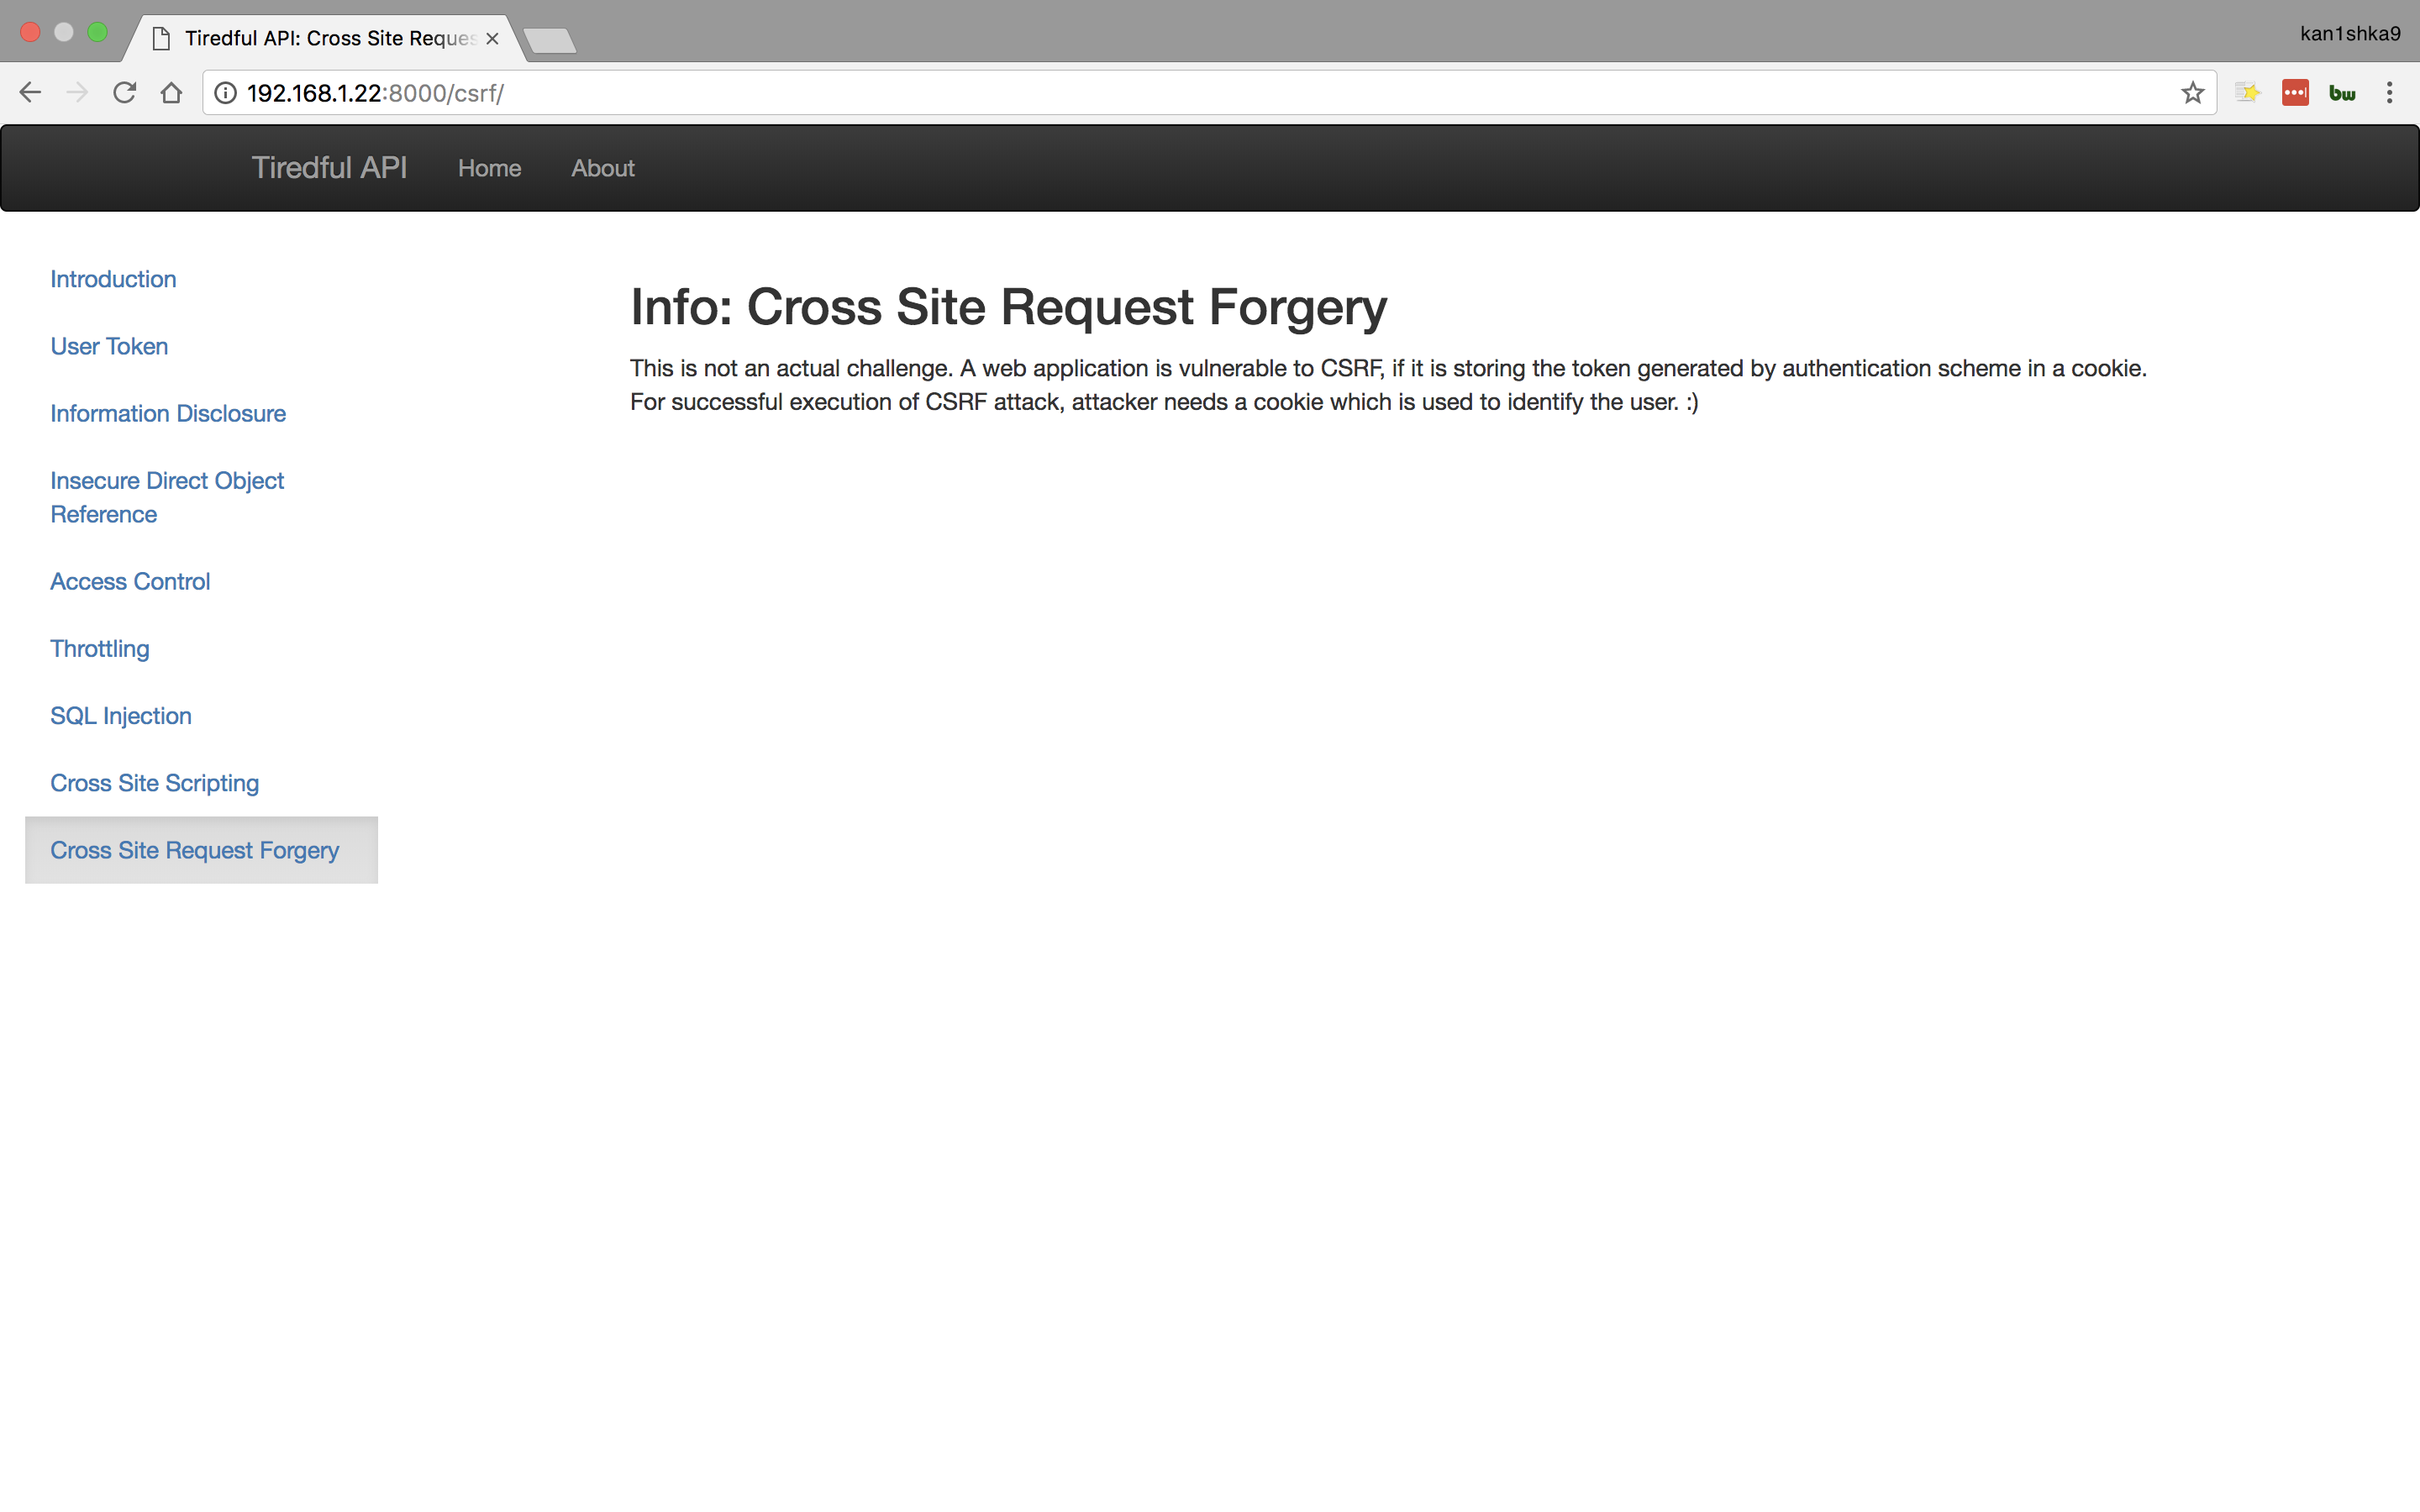 Tiredful API: Cross Site Reques
kan1shka9
192.168.1.22:8000/csrf/
bw
Tiredful API Home About
Introduction
User Token
Information Disclosure
Insecure Direct Object
Reference
Access Control
Throttling
SQL Injection
Cross Site Scripting
Cross Site Request Forgery
Info: Cross Site Request Forgery
This is not an actual challenge. A web application is vulnerable to CSRF, if it is storing the token generated by authentication scheme in a cookie.
For successful execution of CSRF attack, attacker needs a cookie which is used to identify the user. :)